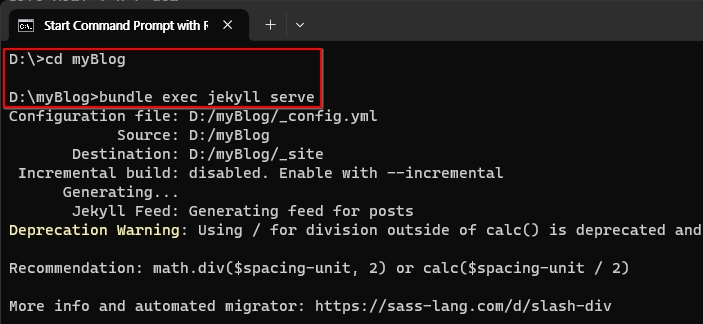 Start Command Prompt with R
D:\>cd myBlog
D:\myBlog>bundle exec jekyll serve
Configuration file: D:/myBlog/_config.yml
Source: D:/myBlog
Destination: D:/myBlog/_site
Incremental build: disabled. Enable with --incremental
Generating...
Jekyll Feed: Generating feed for posts
Deprecation Warning: Using / for division outside of calc() is deprecated and
Recommendation: math.div($spacing-unit, 2) or calc($spacing-unit / 2)
More info and automated migrator: https://sass-lang.com/d/slash-div